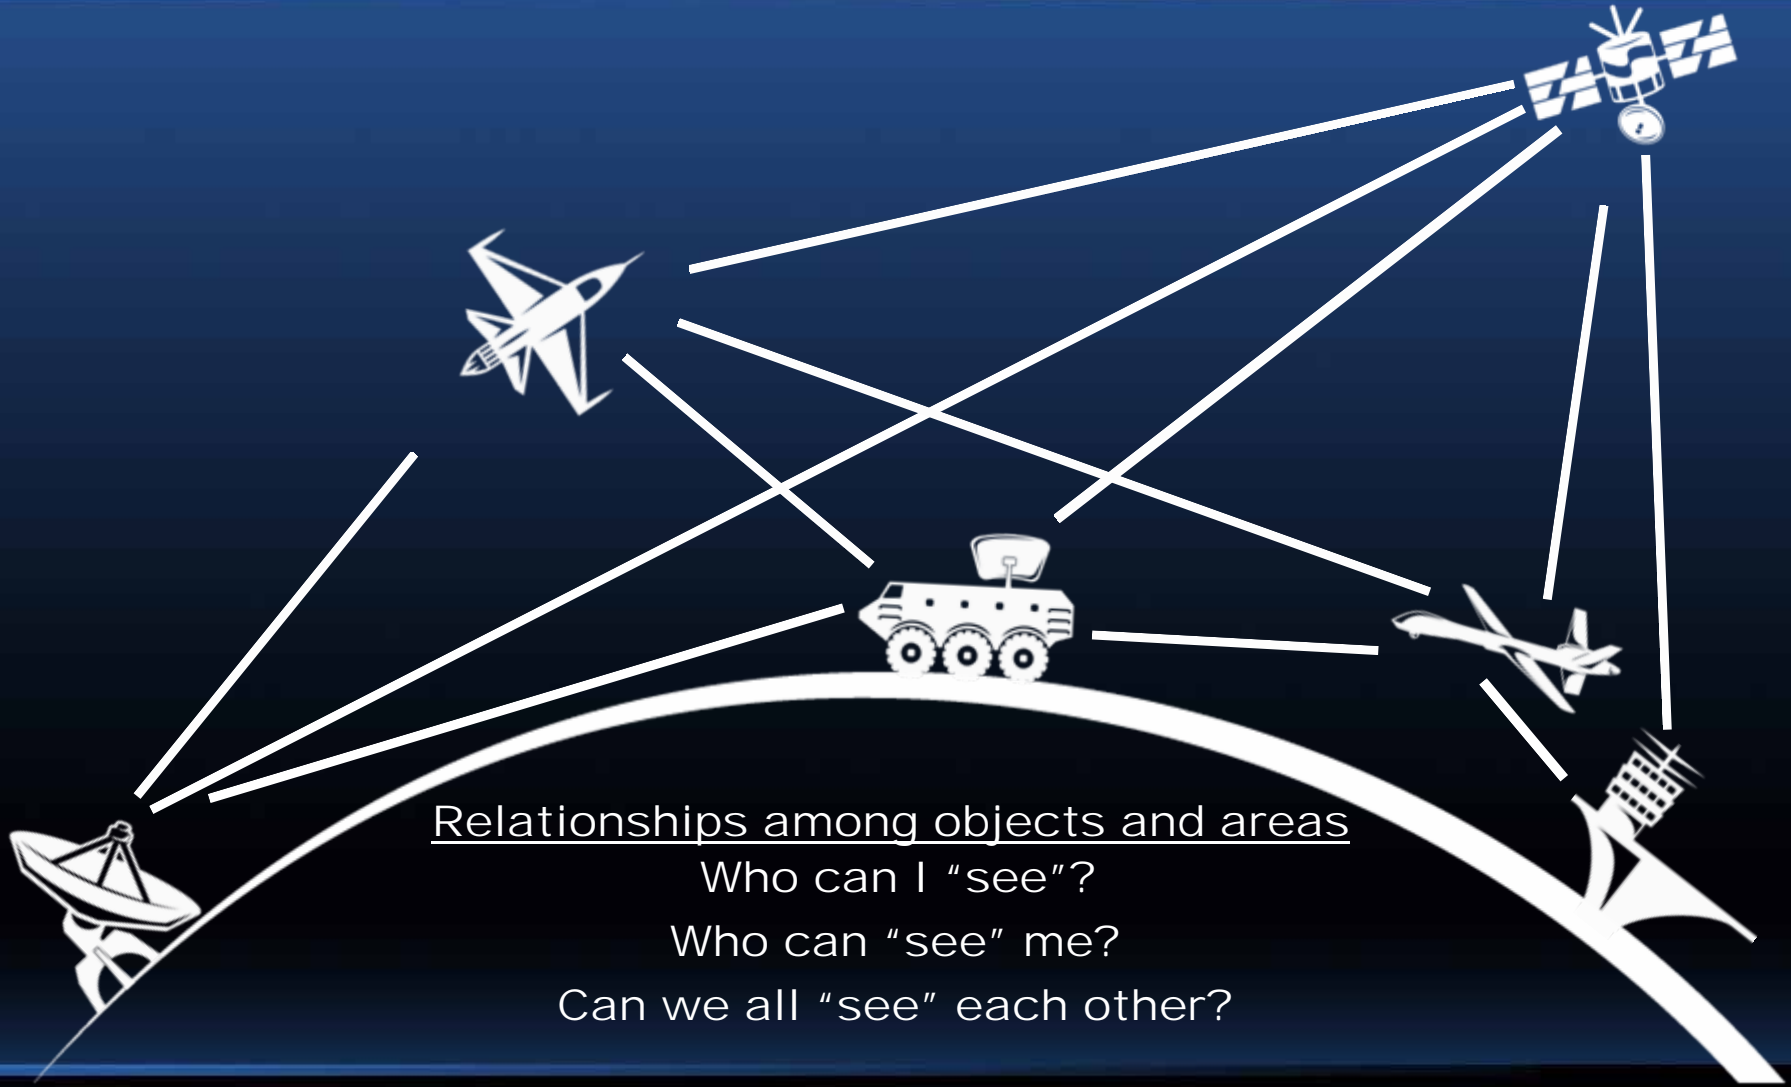 Relationships among objects and areas
Who can I “see”?
Who can “see” me?
Can we all “see” each other?